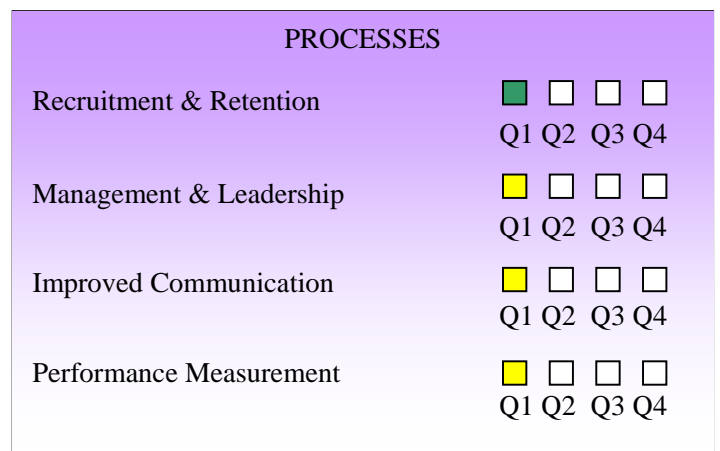 PROCESSES
Recruitment & Retention
Q1 Q2 Q3 Q4
Management & Leadership
Q1 Q2 Q3 Q4
Improved Communication
Q1 Q2 Q3 Q4
Performance Measurement
Q1 Q2 Q3 Q4